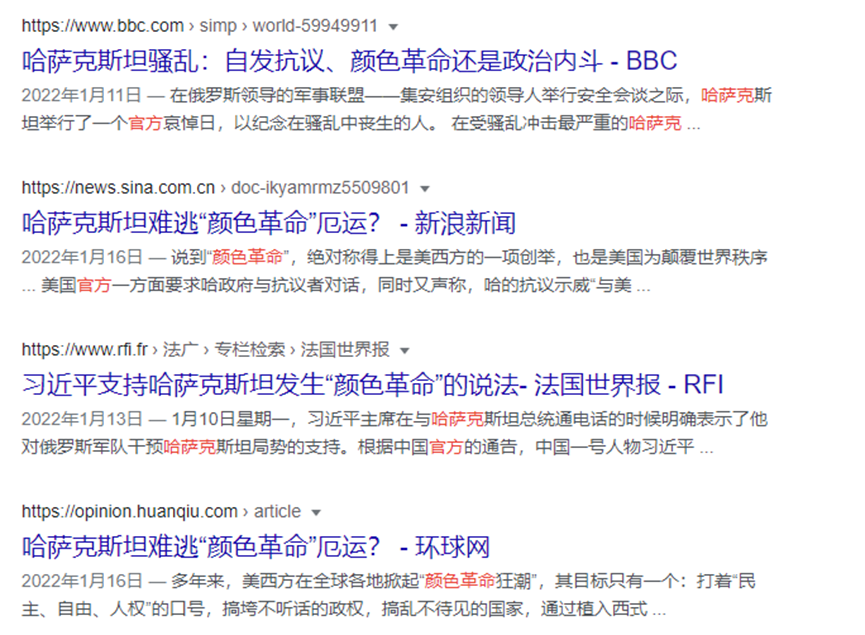 https://www.bbc.com › simp › world-59949911
哈萨克斯坦骚乱：自发抗议、颜色革命还是政治内斗 - BBC
2022年1月11日 — 在俄罗斯领导的军事联盟——集安组织的领导人举行安全会谈之际，哈萨克斯
坦举行了一个官方哀悼日，以纪念在骚乱中丧生的人。 在受骚乱冲击最严重的哈萨克 ...
https://news.sina.com.cn › doc-ikyamrmz5509801
哈萨克斯坦难逃“颜色革命”厄运？ - 新浪新闻
2022年1月16日 — 说到“颜色革命”，绝对称得上是美西方的一项创举，也是美国为颠覆世界秩序
... 美国官方一方面要求哈政府与抗议者对话，同时又声称，哈的抗议示威“与美 ...
https://www.rfi.fr › 法广 › 专栏检索 › 法国世界报
习近平支持哈萨克斯坦发生“颜色革命”的说法- 法国世界报 - RFI
2022年1月13日 — 1月10日星期一，习近平主席在与哈萨克斯坦总统通电话的时候明确表示了他
对俄罗斯军队干预哈萨克斯坦局势的支持。根据中国官方的通告，中国一号人物习近平 ...
https://opinion.huanqiu.com › article
哈萨克斯坦难逃“颜色革命”厄运？ - 环球网
2022年1月16日 — 多年来，美西方在全球各地掀起“颜色革命狂潮”，其目标只有一个：打着“民
主、自由、人权”的口号，搞垮不听话的政权，搞乱不待见的国家，通过植入西式 ...